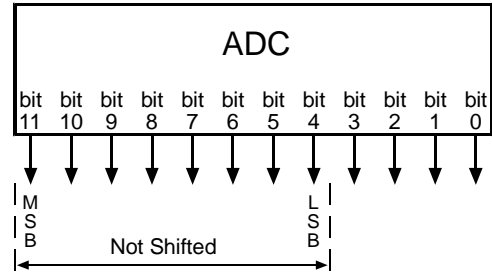 ADC
bit bit bit bit bit bit bit bit bit bit bit bit
11 10 9 8 7 6 5 4 3 2 1 0
MSB LSB
Not Shifted